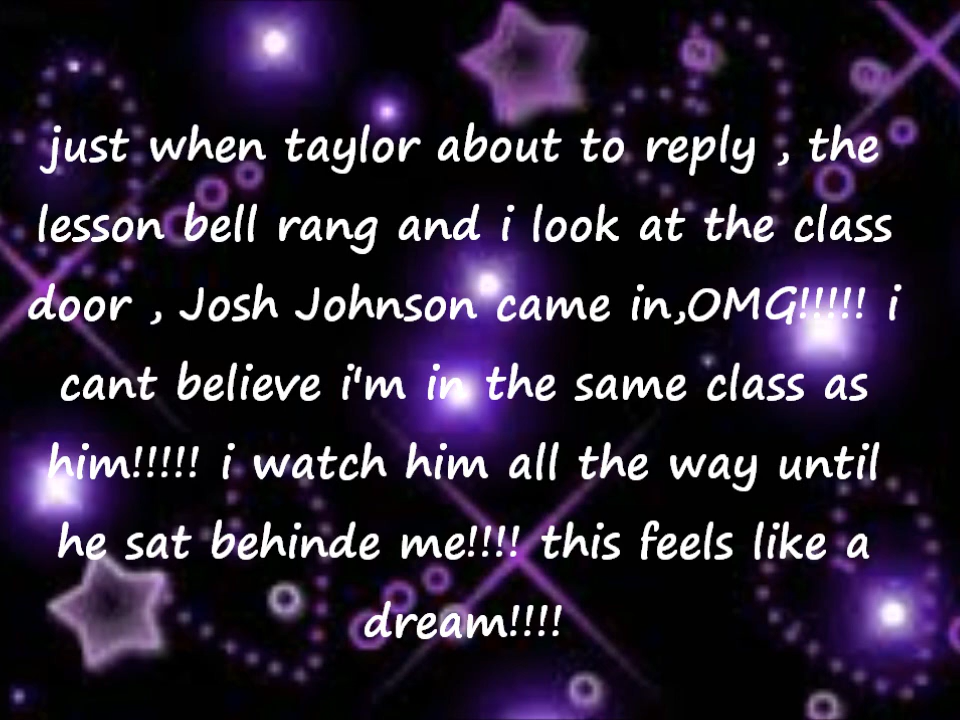 just when taylor about to reply , the
lesson bell rang and i look at the class
door , Josh Johnson came in,OMG!!!!! i
cant believe i'm in the same class as
him!!!!! i watch him all the way until
he sat behinde me!!!! this feels like a
dream!!!!